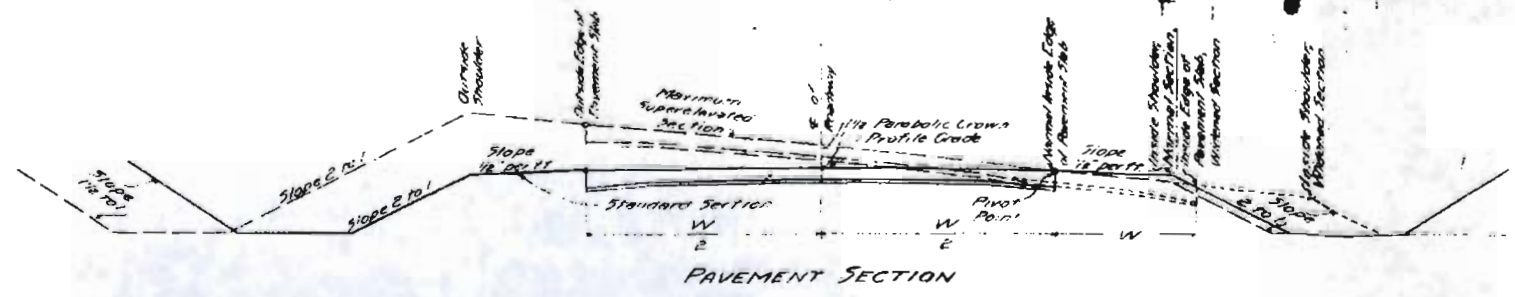 Outside
Shoulder
Outside Edge of
Pavement Slab
Maximum
Superelevated
Section
℄ of
Roadway
1½" Parabolic Crown
Profile Grade
Normal Inside Edge
of Pavement Slab
Inside Shoulder,
Normal Section,
Inside Edge of
Pavement Slab,
Widened Section
Inside Shoulder,
Widened Section
Slope
1½ to 1
Slope 2 to 1
Slope 2 to 1
Slope
½" per ft
Standard Section
Slope
½" per ft
Pivot
Point
Slope
2 to 1
W
2
W
2
W
PAVEMENT SECTION